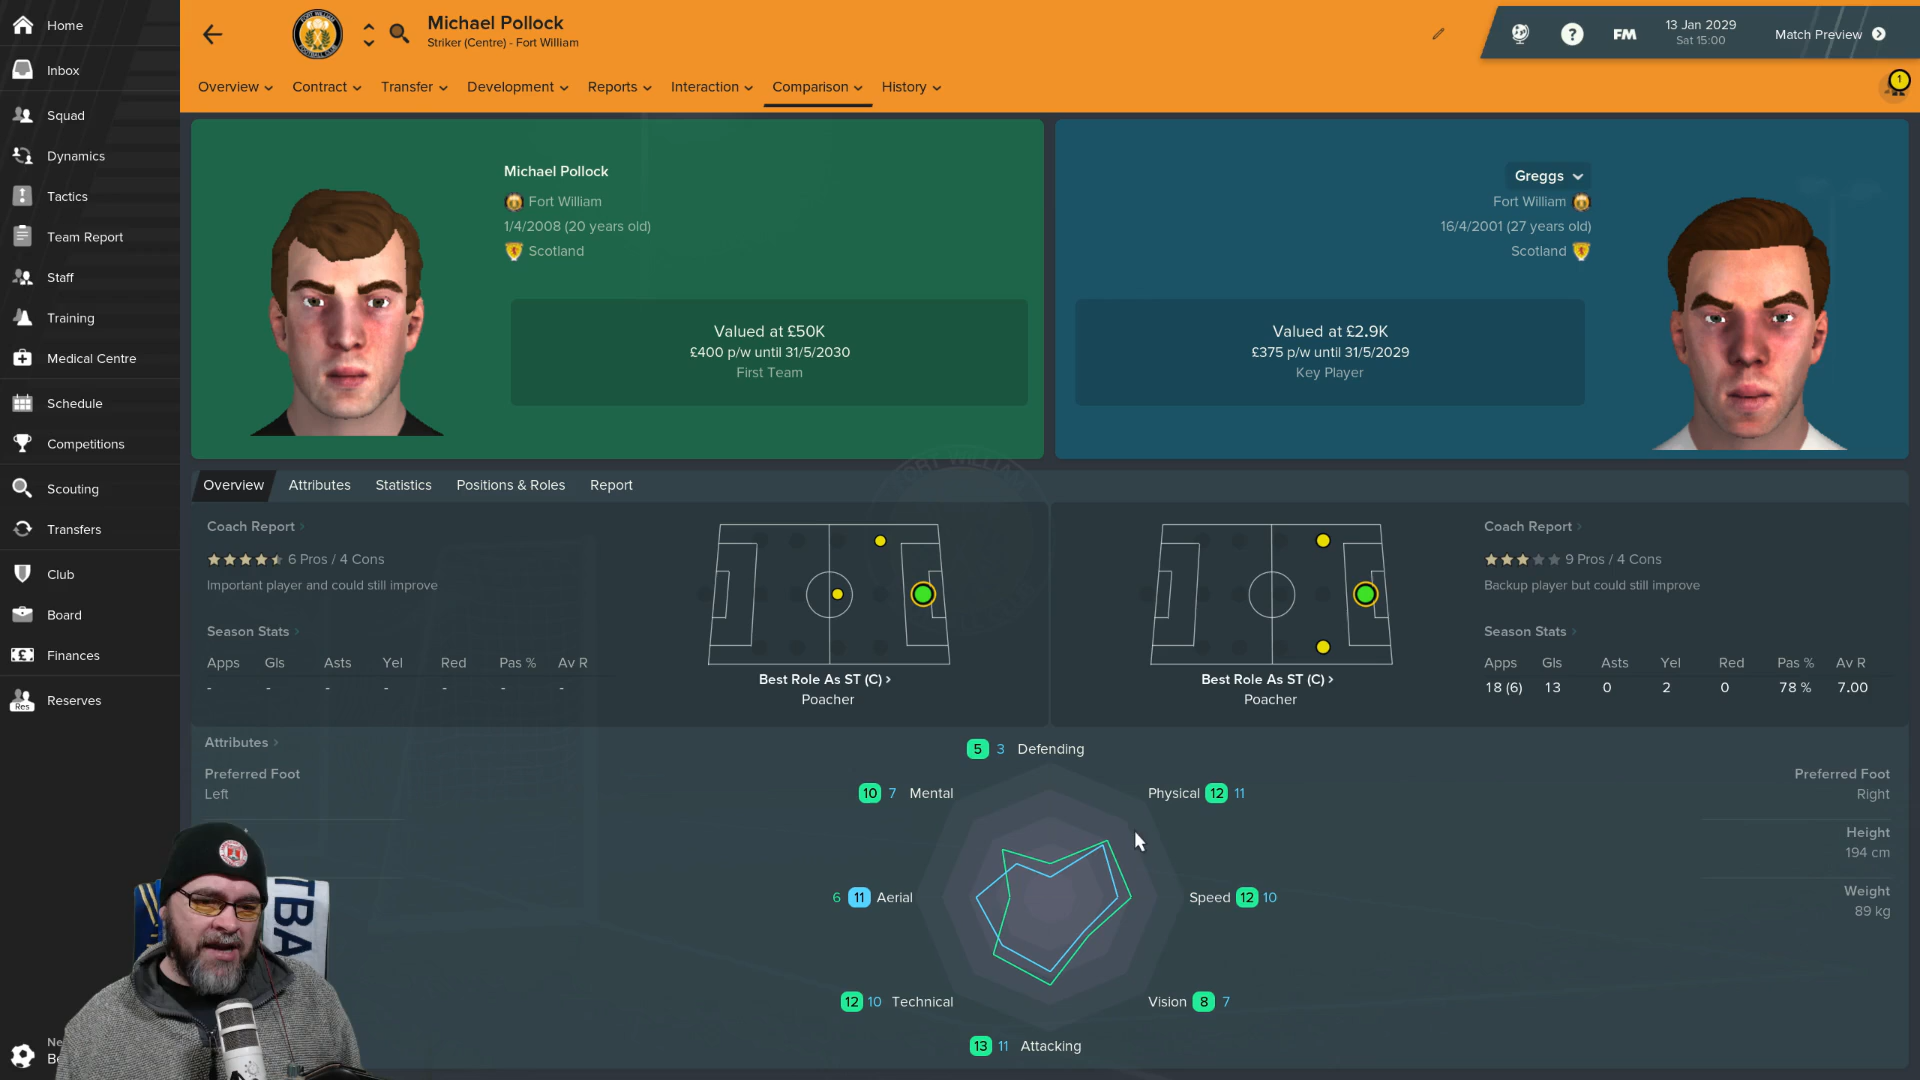 Home
Inbox
Squad
Dynamics
Tactics
Team Report
Staff
Training
Medical Centre
Schedule
Competitions
Scouting
Transfers
Club
Board
Finances
Res
Reserves
Michael Pollock
Striker (Centre) - Fort William
?
FM
13 Jan 2029
Sat 15:00
Match Preview
Overview
Contract
Transfer
Development
Reports
Interaction
Comparison
History
1
Michael Pollock
Fort William
1/4/2008 (20 years old)
Scotland
Valued at £50K
£400 p/w until 31/5/2030
First Team
Greggs
Fort William
16/4/2001 (27 years old)
Scotland
Valued at £2.9K
£375 p/w until 31/5/2029
Key Player
Overview Attributes Statistics Positions & Roles Report
Coach Report
6 Pros / 4 Cons
Important player and could still improve
Season Stats
Apps Gls Asts Yel Red Pas % Av R
- - - - - - -
Best Role As ST (C)
Poacher
Best Role As ST (C)
Poacher
Coach Report
9 Pros / 4 Cons
Backup player but could still improve
Season Stats
Apps Gls Asts Yel Red Pas % Av R
18 (6) 13 0 2 0 78 % 7.00
Attributes
Preferred Foot
Left
5 3 Defending
10 7 Mental
Physical 12 11
6 11 Aerial
Speed 12 10
12 10 Technical
Vision 8 7
13 11 Attacking
Preferred Foot
Right
Height
194 cm
Weight
89 kg
TBA